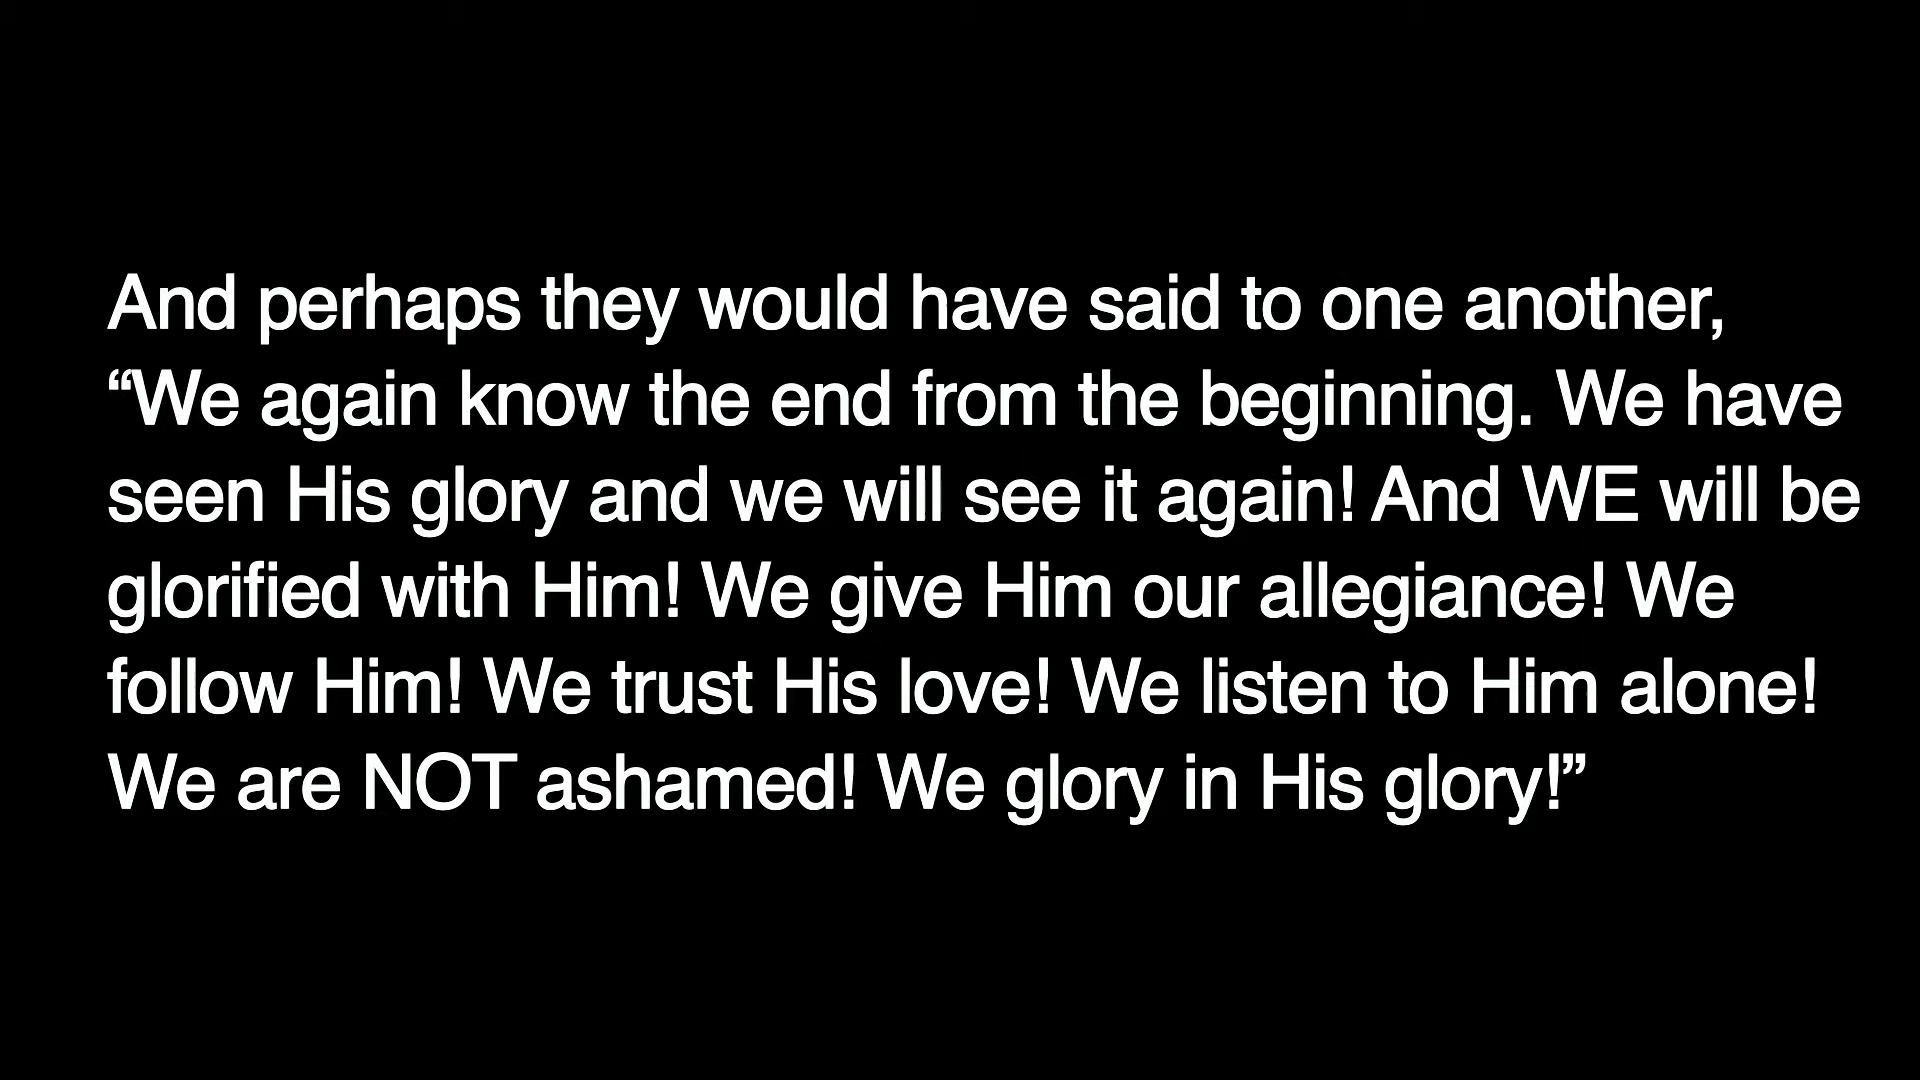 And perhaps they would have said to one another,
“We again know the end from the beginning. We have
seen His glory and we will see it again! And WE will be
glorified with Him! We give Him our allegiance! We
follow Him! We trust His love! We listen to Him alone!
We are NOT ashamed! We glory in His glory!”